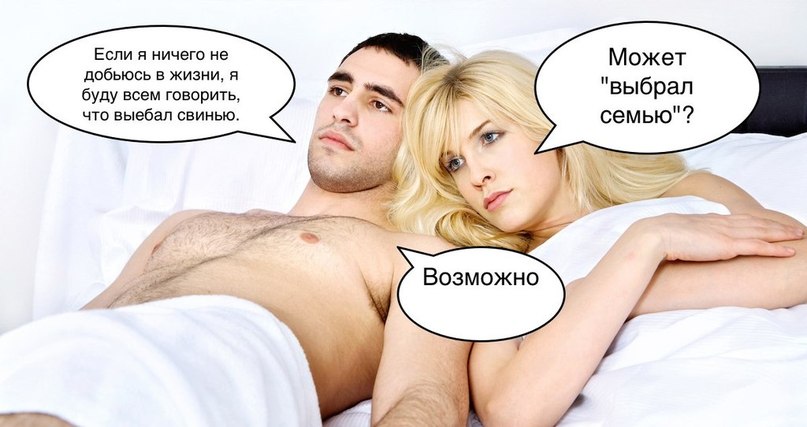 Если я ничего не
добьюсь в жизни, я
буду всем говорить,
что выебал свинью.
Может
"выбрал
семью"?
Возможно